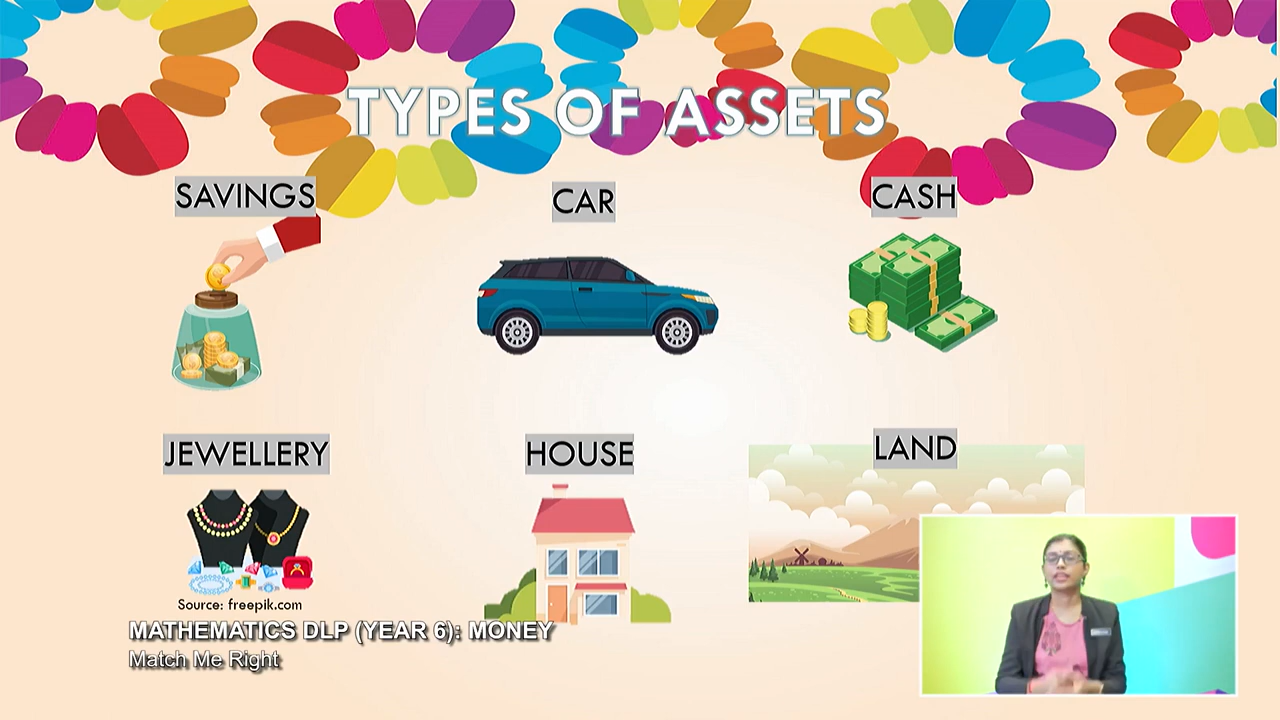 TYPES OF ASSETS
SAVINGS
CAR
CASH
JEWELLERY
HOUSE
LAND
Source: freepik.com
MATHEMATICS DLP (YEAR 6): MONEY
Match Me Right